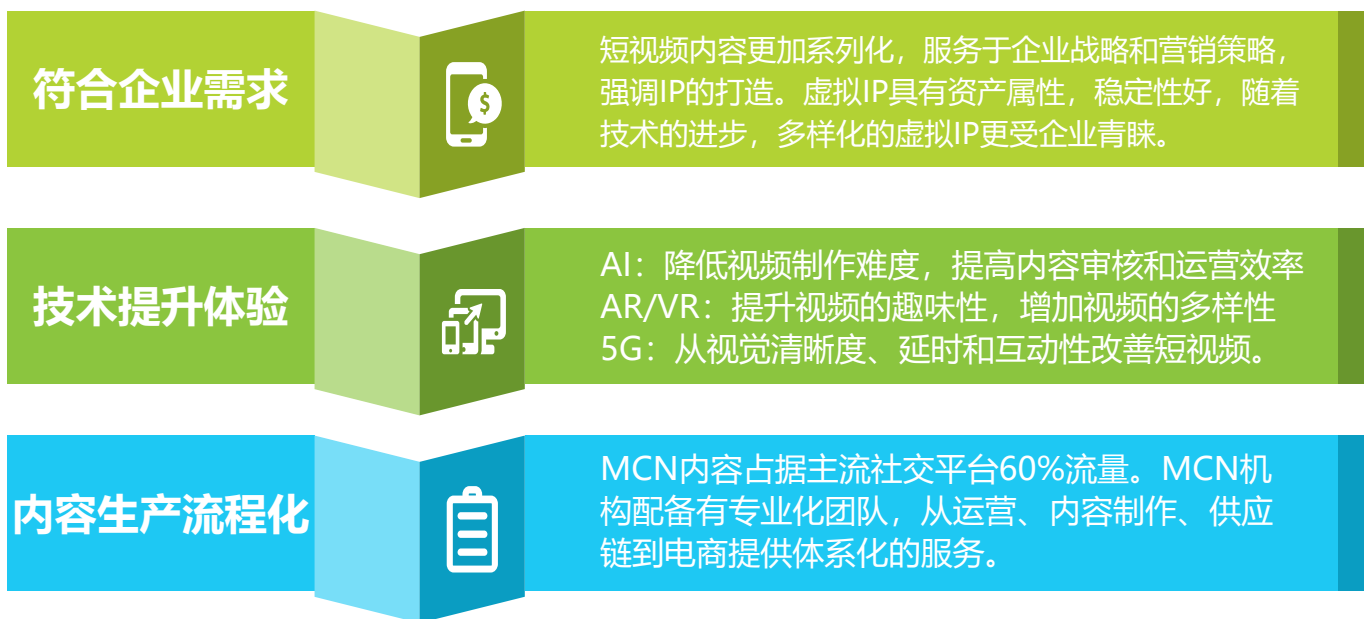 符合企业需求
短视频内容更加系列化，服务于企业战略和营销策略，
强调IP的打造。虚拟IP具有资产属性，稳定性好，随着
技术的进步，多样化的虚拟IP更受企业青睐。
技术提升体验
AI：降低视频制作难度，提高内容审核和运营效率
AR/VR：提升视频的趣味性，增加视频的多样性
5G：从视觉清晰度、延时和互动性改善短视频。
内容生产流程化
MCN内容占据主流社交平台60%流量。MCN机
构配备有专业化团队，从运营、内容制作、供应
链到电商提供体系化的服务。